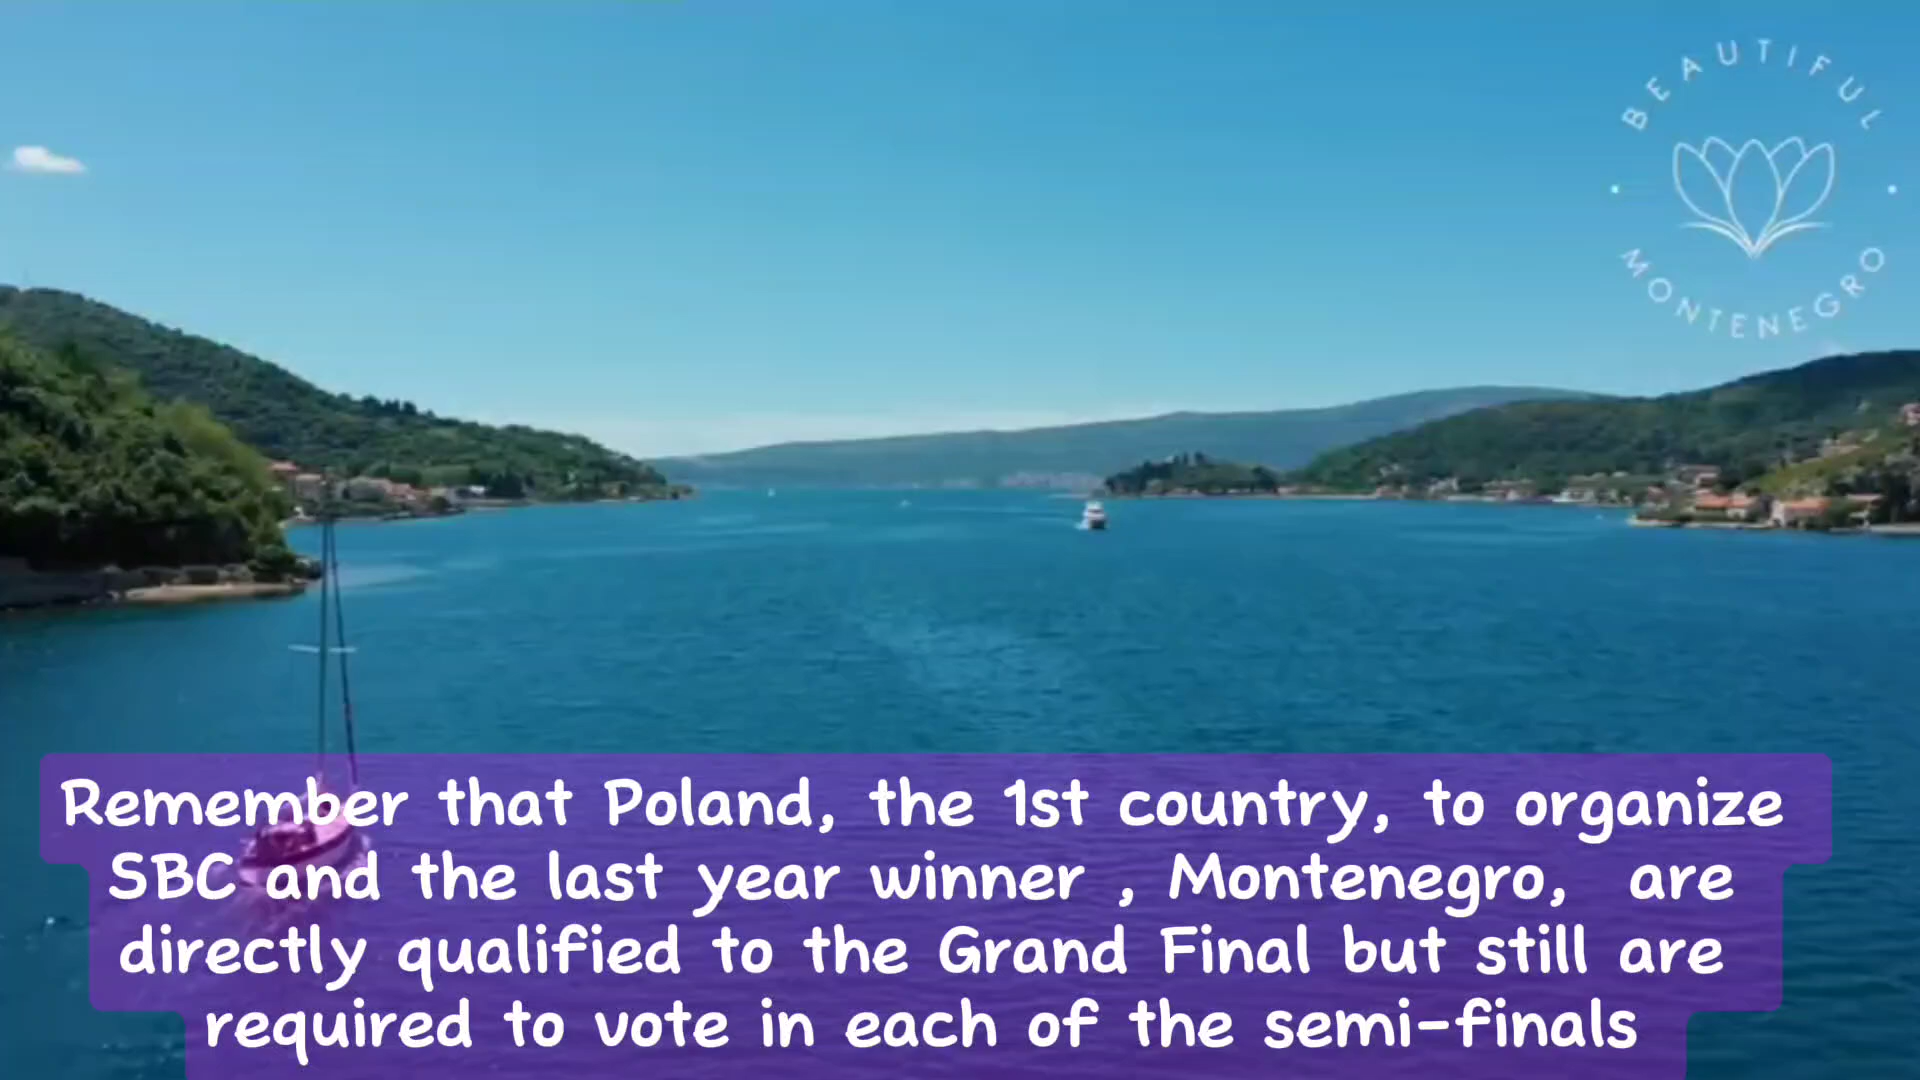 BEAUTIFUL
MONTENEGRO
Remember that Poland, the 1st country, to organize
SBC and the last year winner , Montenegro,  are
directly qualified to the Grand Final but still are
required to vote in each of the semi-finals